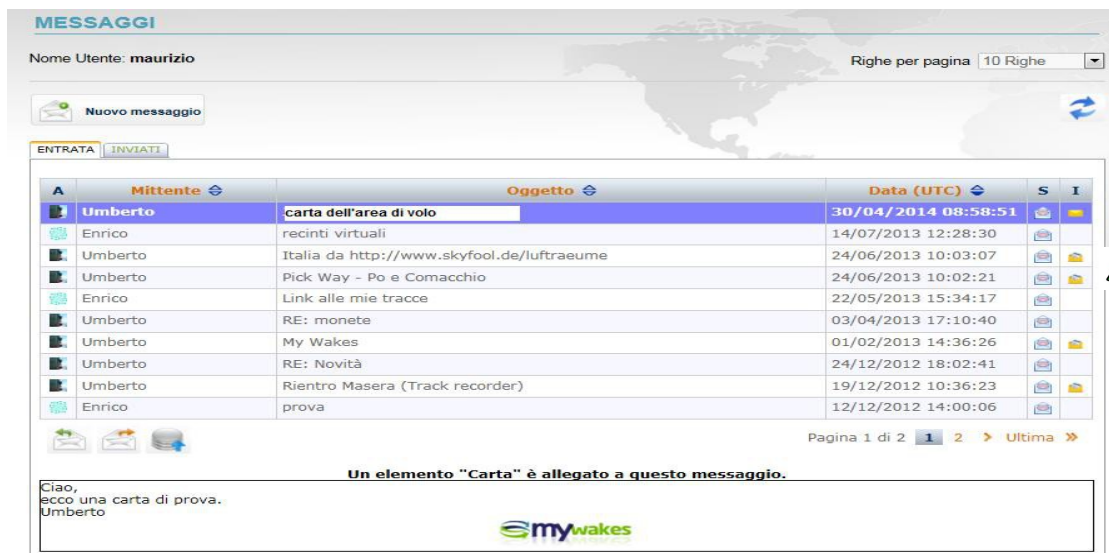 MESSAGGI
Nome Utente: maurizio
Righe per pagina 10 Righe
Nuovo messaggio
ENTRATA INVIATI
A Mittente Oggetto Data (UTC) S I
Umberto carta dell'area di volo 30/04/2014 08:58:51
Enrico recinti virtuali 14/07/2013 12:28:30
Umberto Italia da http://www.skyfool.de/luftraeume 24/06/2013 10:03:07
Umberto Pick Way - Po e Comacchio 24/06/2013 10:02:21
Enrico Link alle mie tracce 22/05/2013 15:34:17
Umberto RE: monete 03/04/2013 17:10:40
Umberto My Wakes 01/02/2013 14:36:26
Umberto RE: Novità 24/12/2012 18:02:41
Umberto Rientro Masera (Track recorder) 19/12/2012 10:36:23
Enrico prova 12/12/2012 14:00:06
Pagina 1 di 2 1 2 > Ultima »
Un elemento "Carta" è allegato a questo messaggio.
Ciao,
ecco una carta di prova.
Umberto
mywakes